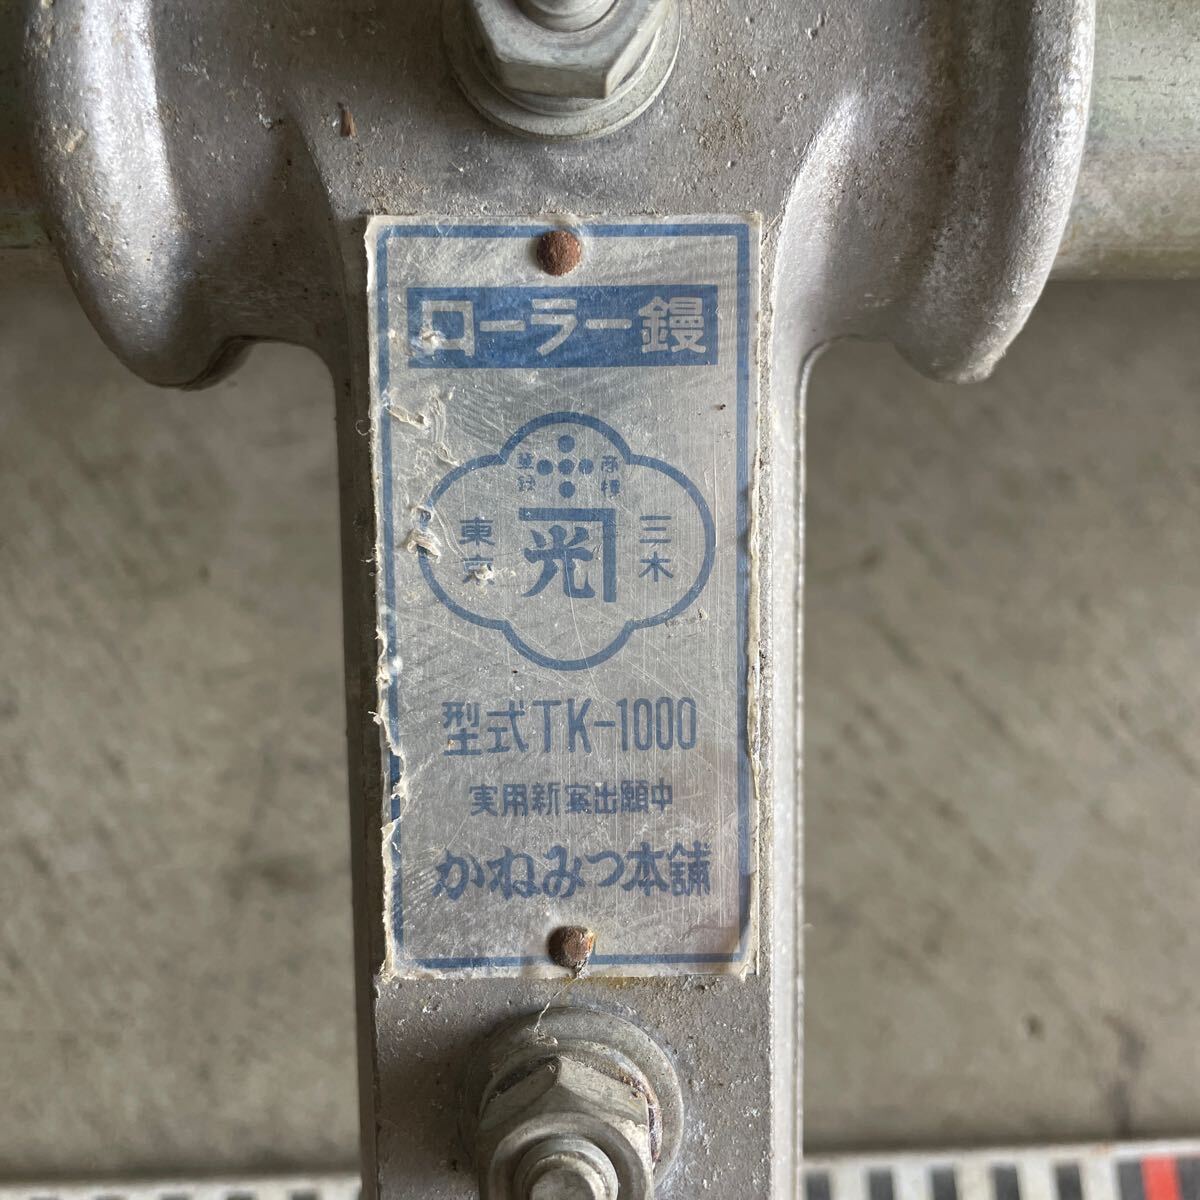 ローラー鏝
商標
登録
三木
東京
光
型式TK-1000
実用新案出願中
かねみつ本舗